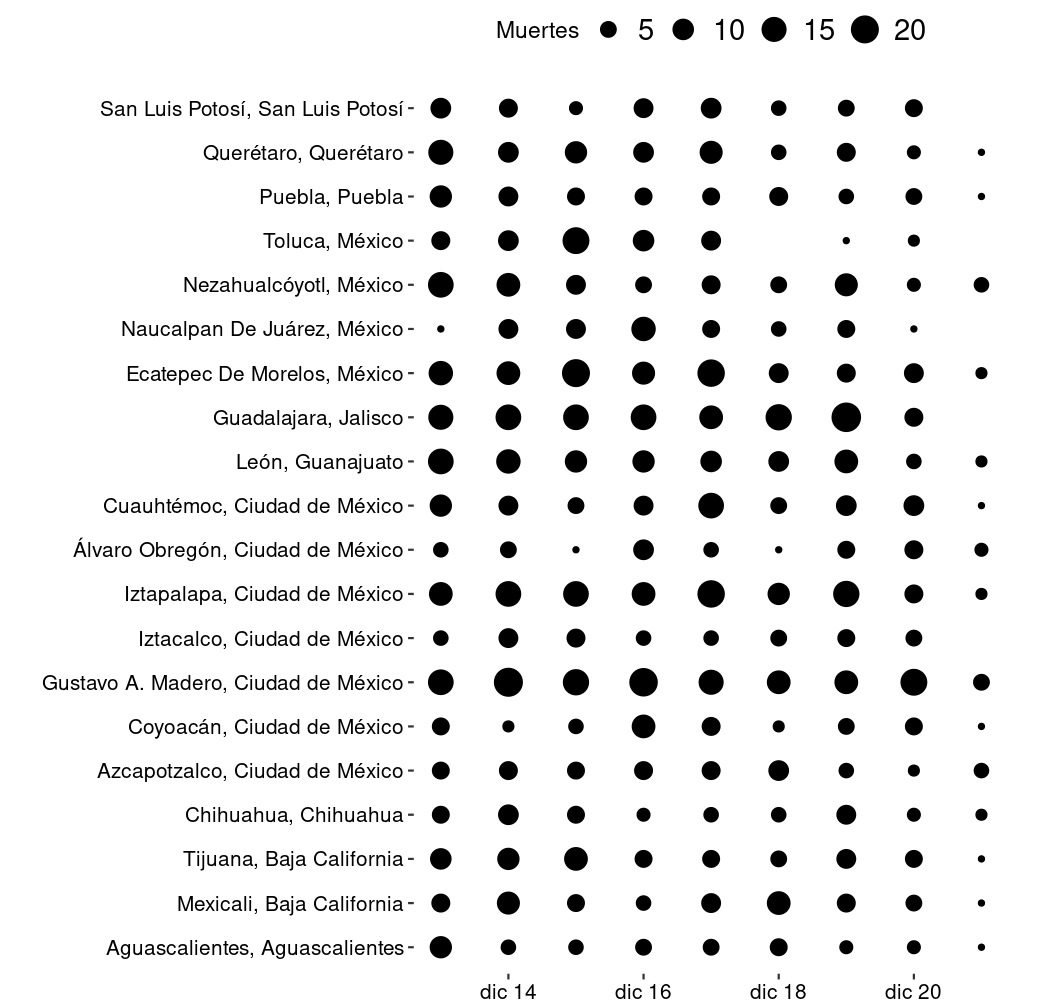 Muertes 5 10 15 20
San Luis Potosí, San Luis Potosí
Querétaro, Querétaro
Puebla, Puebla
Toluca, México
Nezahualcóyotl, México
Naucalpan De Juárez, México
Ecatepec De Morelos, México
Guadalajara, Jalisco
León, Guanajuato
Cuauhtémoc, Ciudad de México
Álvaro Obregón, Ciudad de México
Iztapalapa, Ciudad de México
Iztacalco, Ciudad de México
Gustavo A. Madero, Ciudad de México
Coyoacán, Ciudad de México
Azcapotzalco, Ciudad de México
Chihuahua, Chihuahua
Tijuana, Baja California
Mexicali, Baja California
Aguascalientes, Aguascalientes
dic 14 dic 16 dic 18 dic 20